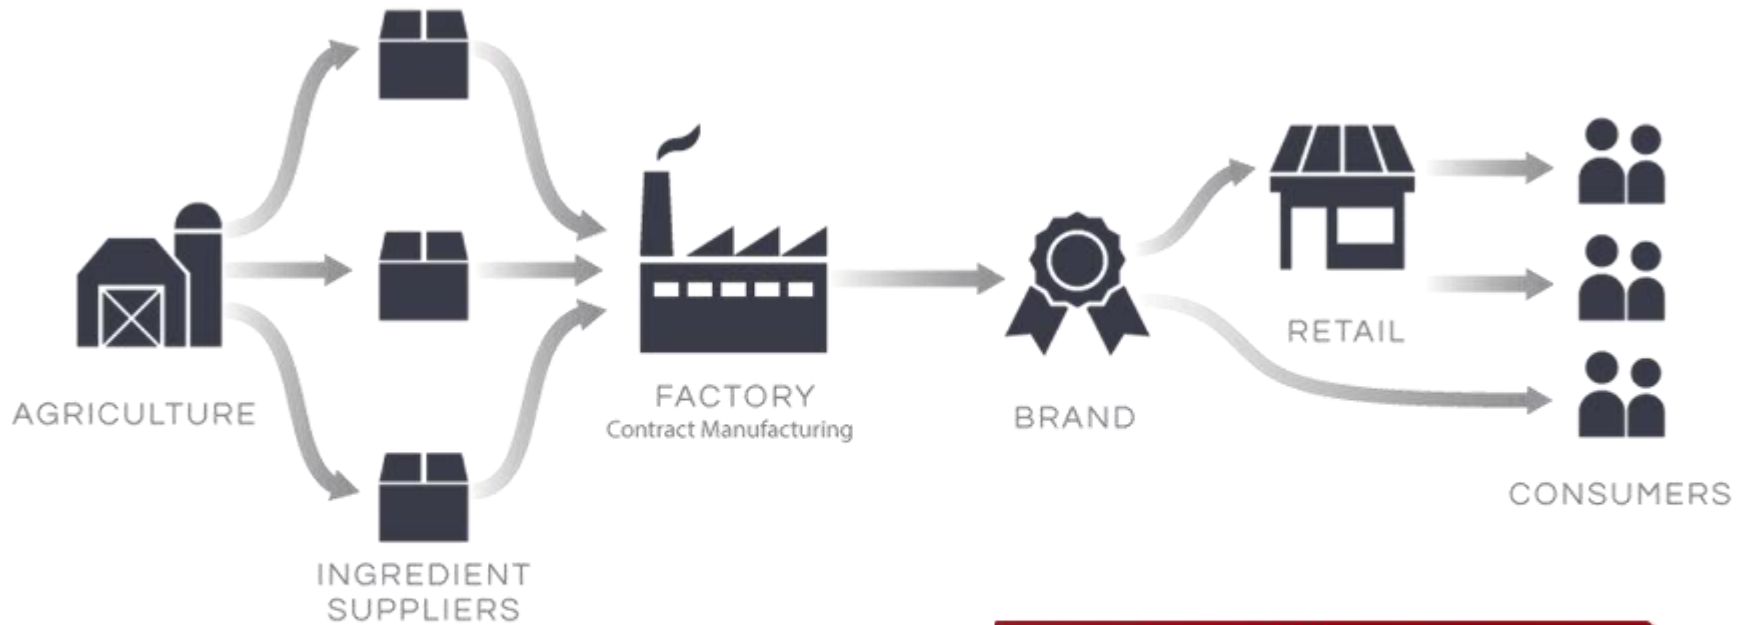 AGRICULTURE
INGREDIENT
SUPPLIERS
FACTORY
Contract Manufacturing
BRAND
RETAIL
CONSUMERS